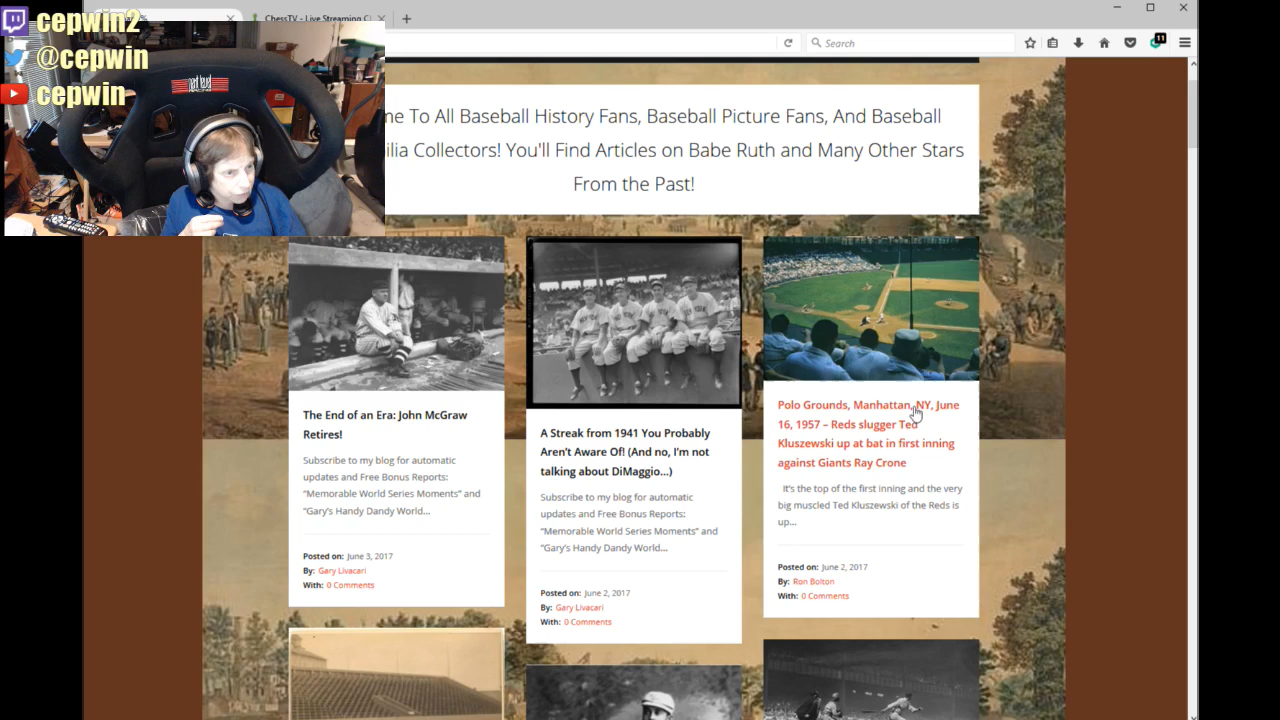 cepwin2
@cepwin
cepwin
ChessTV - Live Streaming C
Search
11
NEXT LEVEL
RACING
me To All Baseball History Fans, Baseball Picture Fans, And Baseball
ilia Collectors! You'll Find Articles on Babe Ruth and Many Other Stars
From the Past!
The End of an Era: John McGraw
Retires!
Subscribe to my blog for automatic
updates and Free Bonus Reports:
“Memorable World Series Moments” and
“Gary’s Handy Dandy World...
Posted on: June 3, 2017
By: Gary Livacari
With: 0 Comments
A Streak from 1941 You Probably
Aren’t Aware Of! (And no, I’m not
talking about DiMaggio...)
Subscribe to my blog for automatic
updates and Free Bonus Reports:
“Memorable World Series Moments” and
“Gary’s Handy Dandy World...
Posted on: June 2, 2017
By: Gary Livacari
With: 0 Comments
Polo Grounds, Manhattan, NY, June
16, 1957 – Reds slugger Ted
Kluszewski up at bat in first inning
against Giants Ray Crone
It's the top of the first inning and the very
big muscled Ted Kluszewski of the Reds is
up...
Posted on: June 2, 2017
By: Ron Bolton
With: 0 Comments